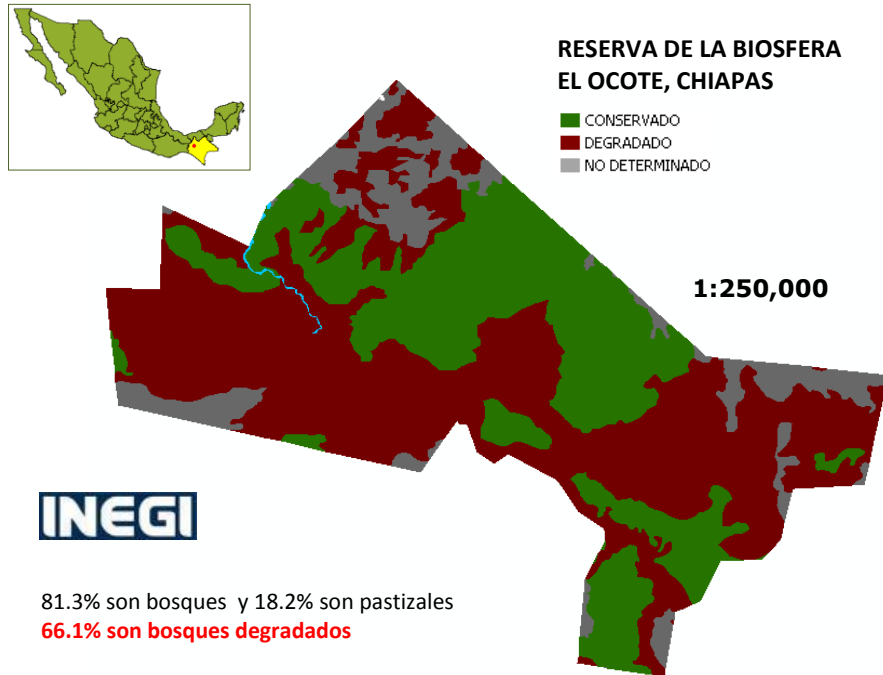 RESERVA DE LA BIOSFERA
EL OCOTE, CHIAPAS
CONSERVADO
DEGRADADO
NO DETERMINADO
1:250,000
INEGI
81.3% son bosques y 18.2% son pastizales
66.1% son bosques degradados